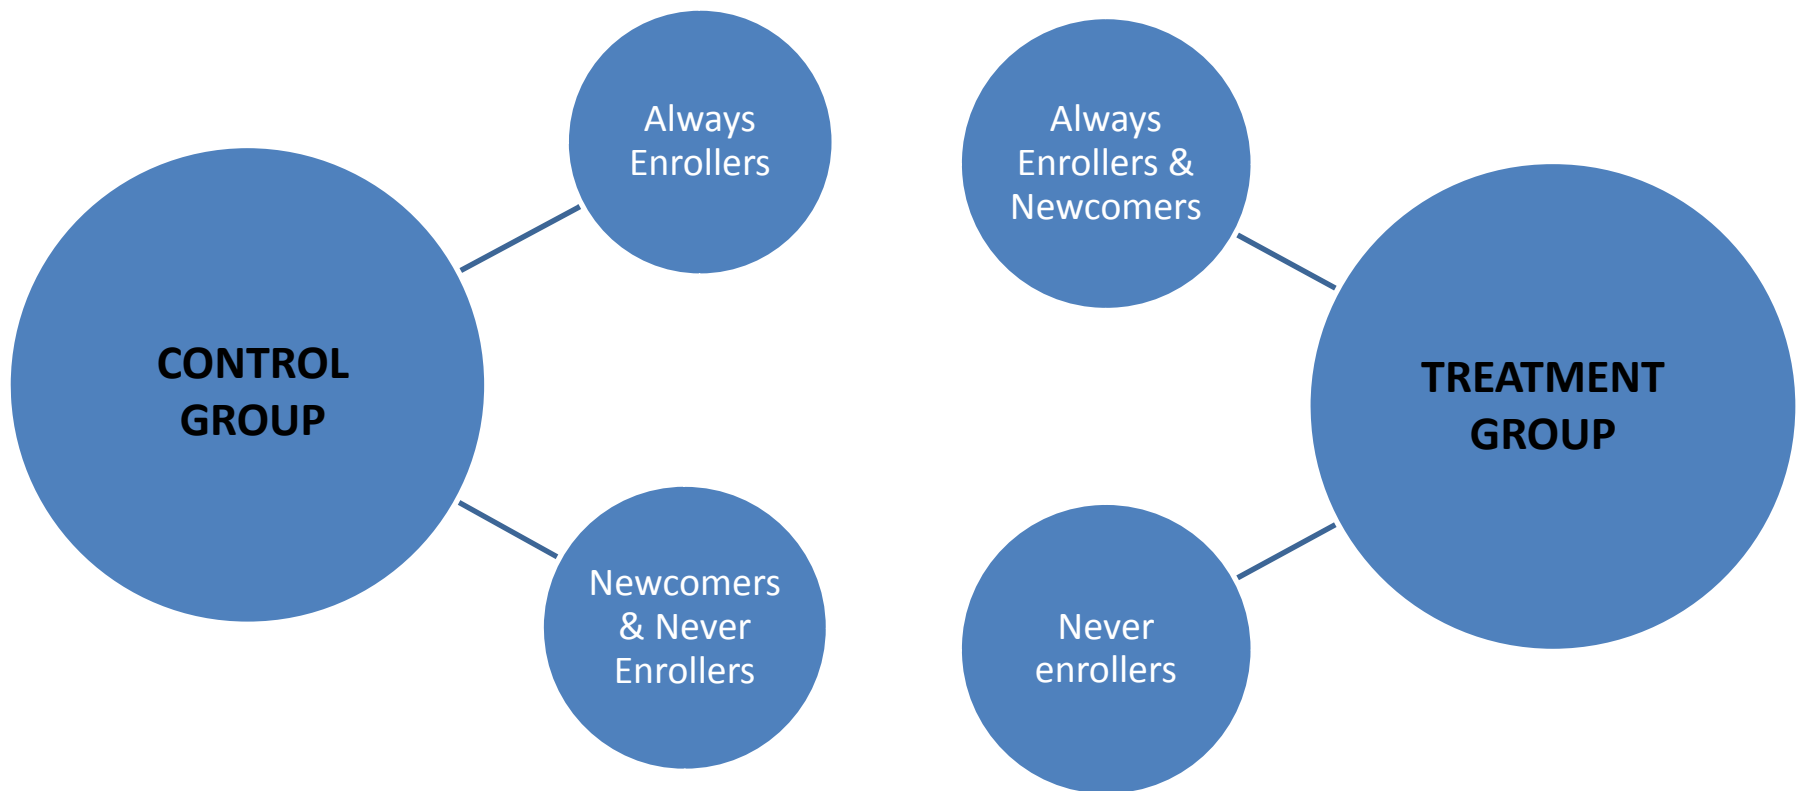 CONTROL
GROUP
Always
Enrollers
Newcomers
& Never
Enrollers
Always
Enrollers &
Newcomers
Never
enrollers
TREATMENT
GROUP